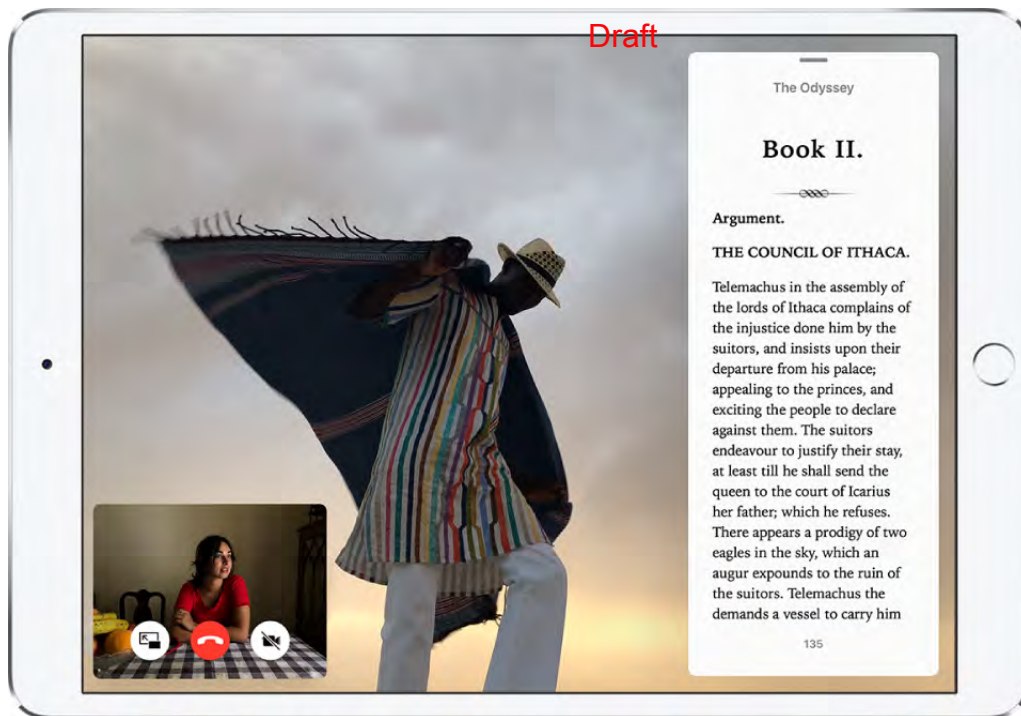 Draft
The Odyssey
Book II.
Argument.
THE COUNCIL OF ITHACA.
Telemachus in the assembly of
the lords of Ithaca complains of
the injustice done him by the
suitors, and insists upon their
departure from his palace;
appealing to the princes, and
exciting the people to declare
against them. The suitors
endeavour to justify their stay,
at least till he shall send the
queen to the court of Icarius
her father; which he refuses.
There appears a prodigy of two
eagles in the sky, which an
augur expounds to the ruin of
the suitors. Telemachus the
demands a vessel to carry him
135